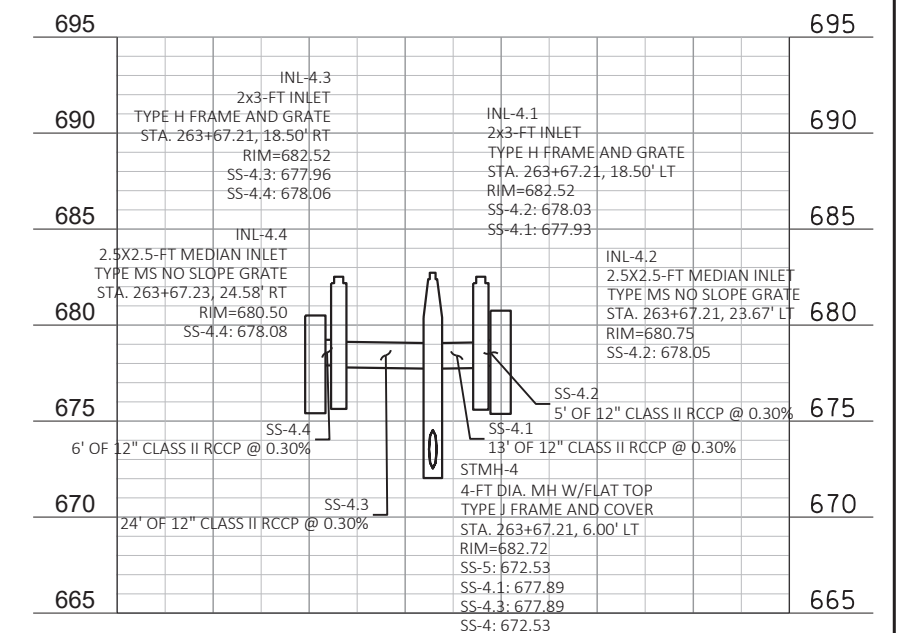 695
695
INL-4.3
2x3-FT INLET
TYPE H FRAME AND GRATE
STA. 263+67.21, 18.50' RT
RIM=682.52
SS-4.3: 677.96
SS-4.4: 678.06
690
690
INL-4.1
2x3-FT INLET
TYPE H FRAME AND GRATE
STA. 263+67.21, 18.50' LT
RIM=682.52
SS-4.2: 678.03
SS-4.1: 677.93
685
685
INL-4.4
2.5X2.5-FT MEDIAN INLET
TYPE MS NO SLOPE GRATE
STA. 263+67.23, 24.58' RT
RIM=680.50
SS-4.4: 678.08
INL-4.2
2.5X2.5-FT MEDIAN INLET
TYPE MS NO SLOPE GRATE
STA. 263+67.21, 23.67' LT
RIM=680.75
SS-4.2: 678.05
680
680
SS-4.2
5' OF 12" CLASS II RCCP @ 0.30%
675
675
SS-4.4
6' OF 12" CLASS II RCCP @ 0.30%
SS-4.1
13' OF 12" CLASS II RCCP @ 0.30%
SS-4.3
24' OF 12" CLASS II RCCP @ 0.30%
STMH-4
4-FT DIA. MH W/FLAT TOP
TYPE J FRAME AND COVER
STA. 263+67.21, 6.00' LT
RIM=682.72
SS-5: 672.53
SS-4.1: 677.89
SS-4.3: 677.89
SS-4: 672.53
670
670
665
665